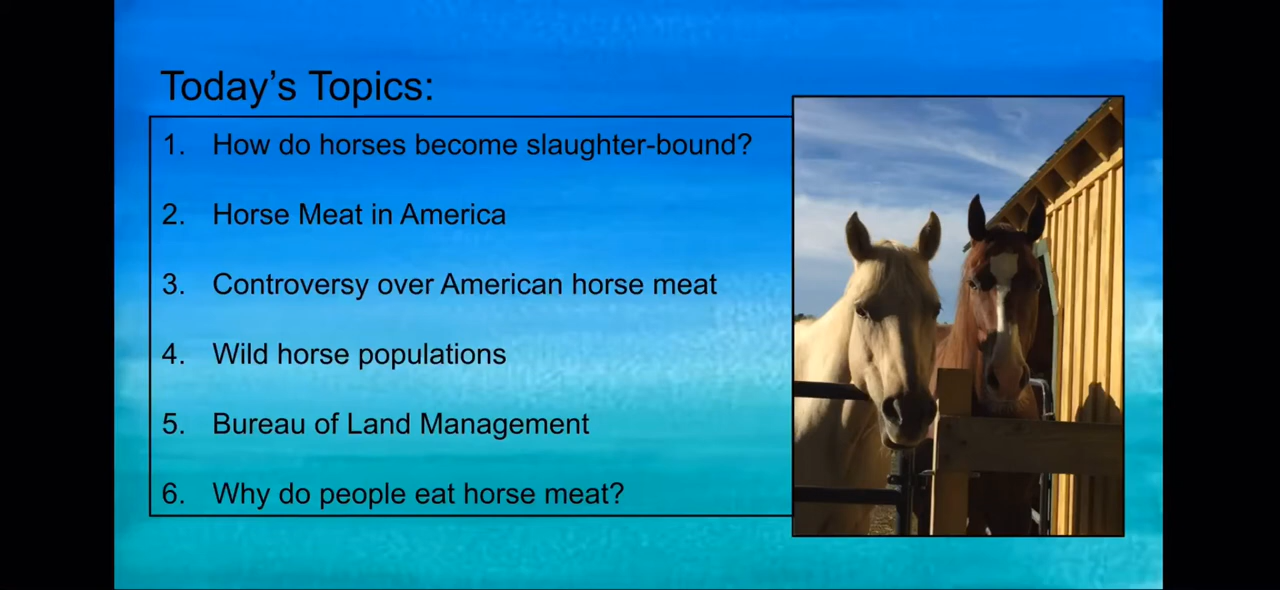 Today's Topics:
1. How do horses become slaughter-bound?
2. Horse Meat in America
3. Controversy over American horse meat
4. Wild horse populations
5. Bureau of Land Management
6. Why do people eat horse meat?